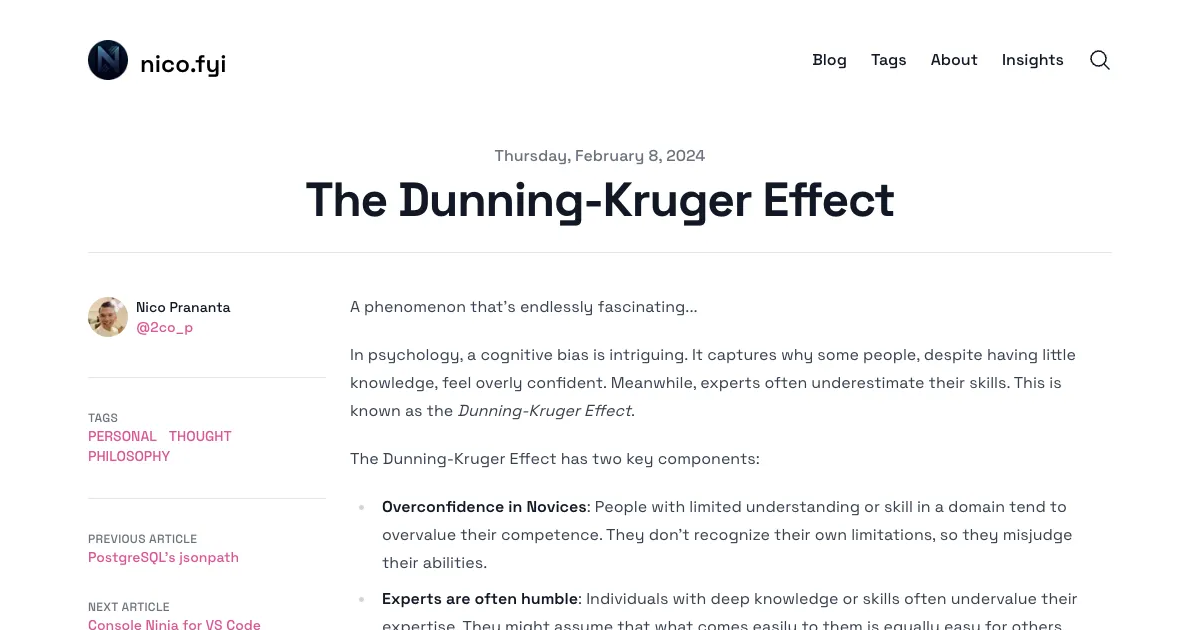 nico.fyi
Blog Tags About Insights
Thursday, February 8, 2024
The Dunning-Kruger Effect
Nico Prananta
@2co_p
TAGS
PERSONAL THOUGHT
PHILOSOPHY
PREVIOUS ARTICLE
PostgreSQL's jsonpath
NEXT ARTICLE
Console Ninja for VS Code
A phenomenon that's endlessly fascinating...
In psychology, a cognitive bias is intriguing. It captures why some people, despite having little
knowledge, feel overly confident. Meanwhile, experts often underestimate their skills. This is
known as the Dunning-Kruger Effect.
The Dunning-Kruger Effect has two key components:
Overconfidence in Novices: People with limited understanding or skill in a domain tend to
overvalue their competence. They don't recognize their own limitations, so they misjudge
their abilities.
Experts are often humble: Individuals with deep knowledge or skills often undervalue their
expertise. They might assume that what comes easily to them is equally easy for others.